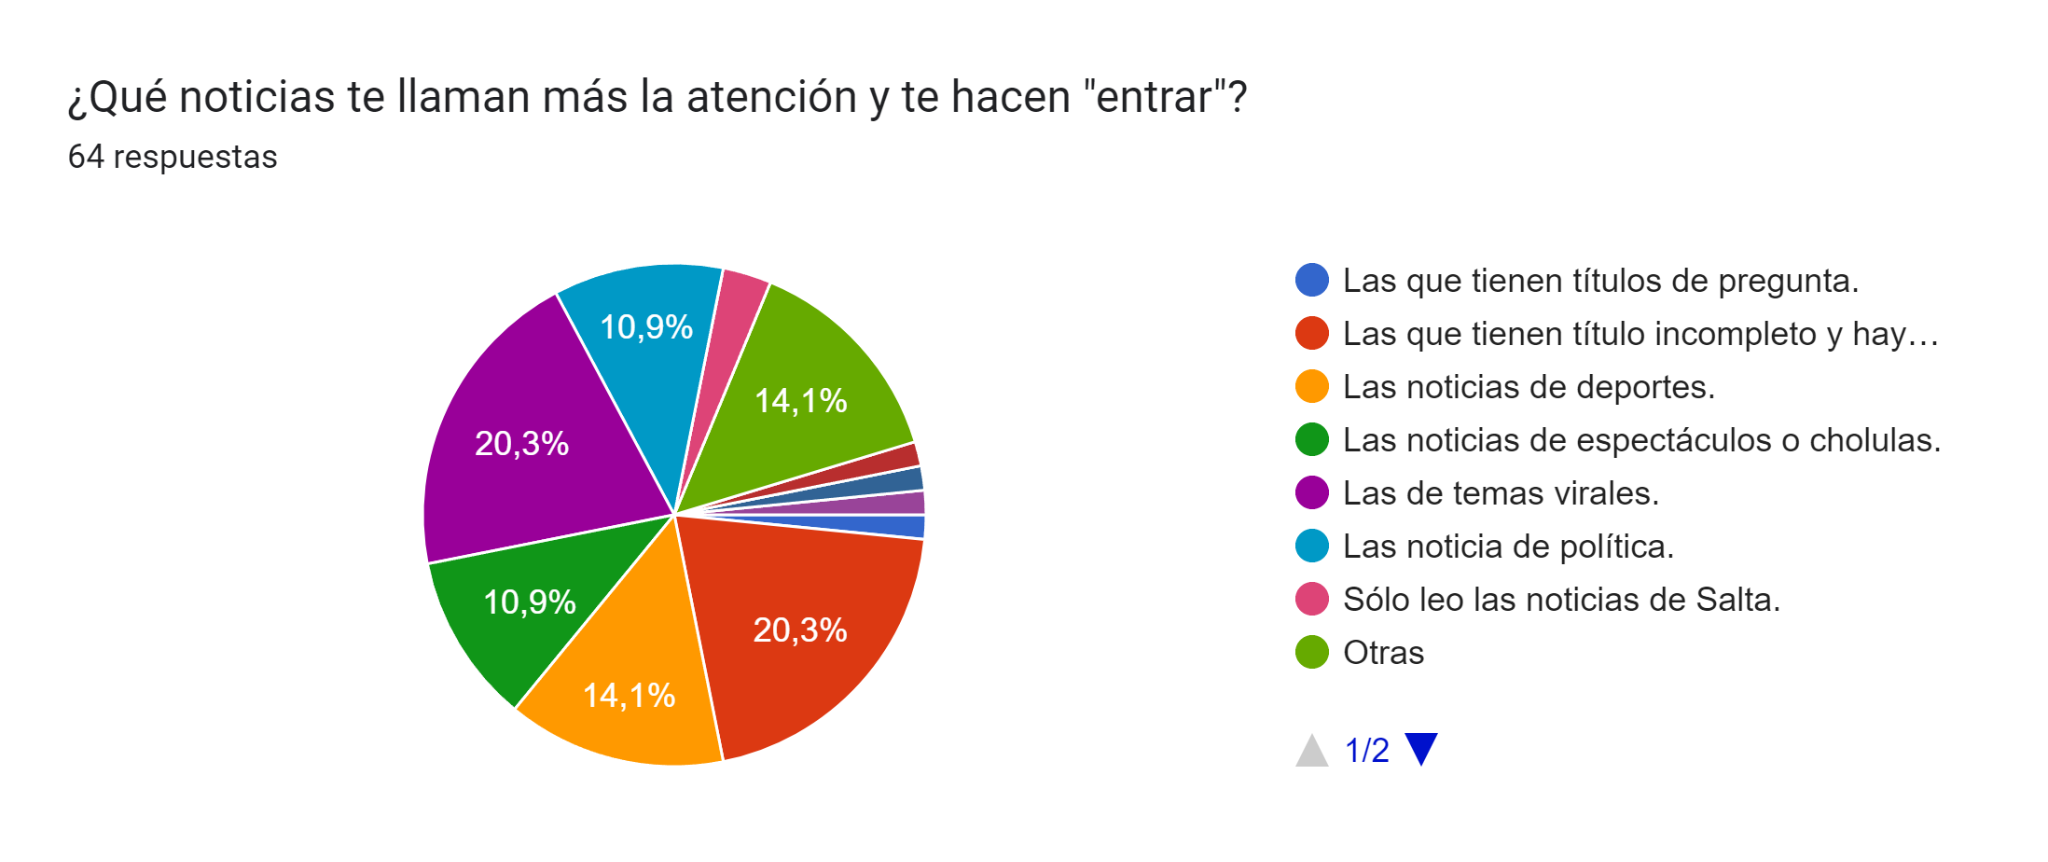 ¿Qué noticias te llaman más la atención y te hacen "entrar"?
64 respuestas
10,9%
14,1%
20,3%
10,9%
20,3%
14,1%
Las que tienen títulos de pregunta.
Las que tienen título incompleto y hay…
Las noticias de deportes.
Las noticias de espectáculos o cholulas.
Las de temas virales.
Las noticia de política.
Sólo leo las noticias de Salta.
Otras
1/2